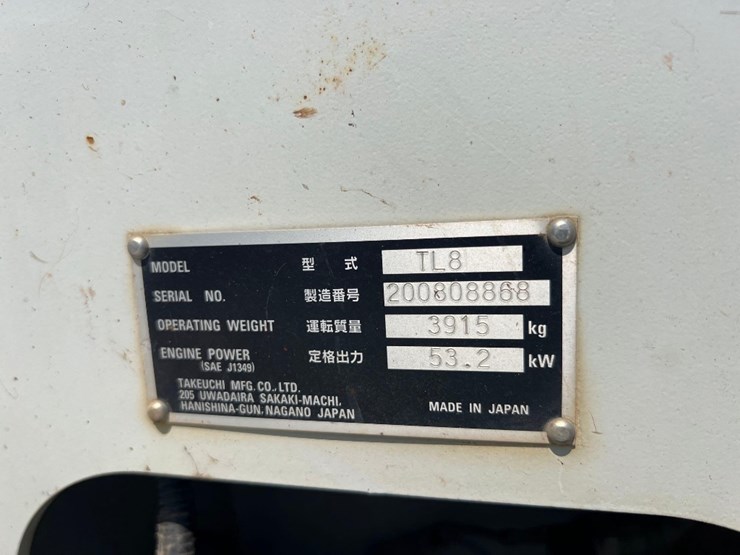 MODEL 型 式 TL8
SERIAL NO. 製造番号 200808868
OPERATING WEIGHT 運転質量 3915 kg
ENGINE POWER 定格出力 53.2 kW
(SAE J1349)
TAKEUCHI MFG. CO., LTD.
205 UWADAIRA SAKAKI-MACHI,
HANISHINA-GUN, NAGANO JAPAN MADE IN JAPAN